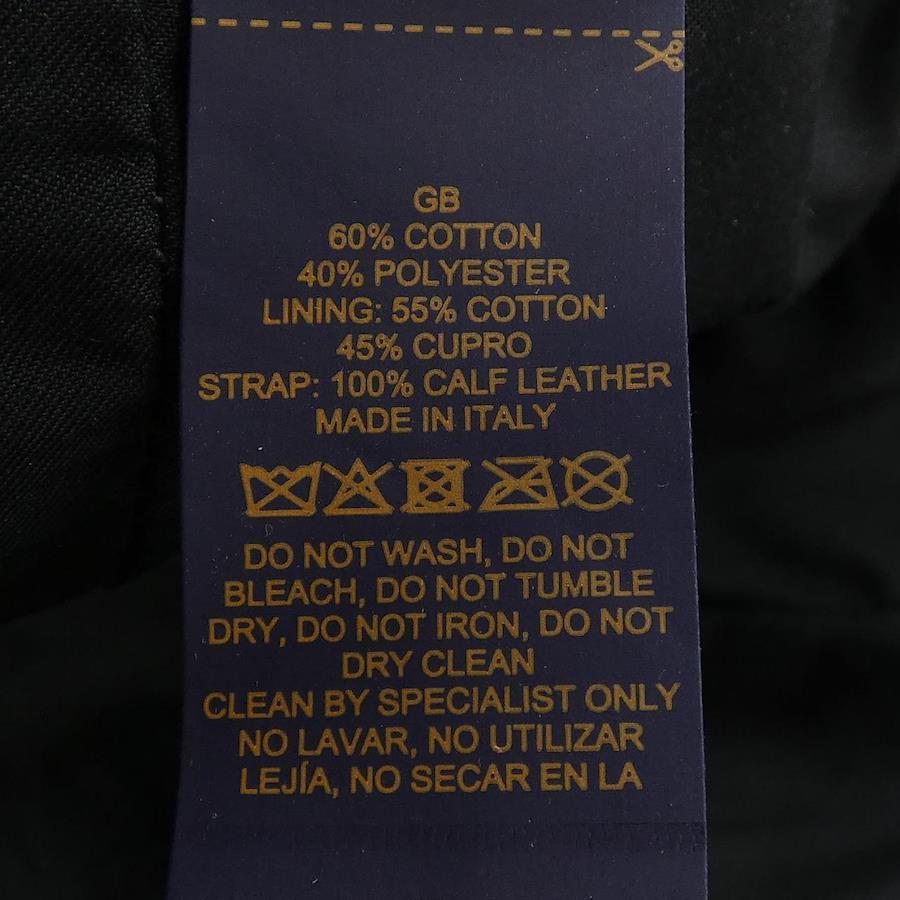 GB
60% COTTON
40% POLYESTER
LINING: 55% COTTON
45% CUPRO
STRAP: 100% CALF LEATHER
MADE IN ITALY
DO NOT WASH, DO NOT
BLEACH, DO NOT TUMBLE
DRY, DO NOT IRON, DO NOT
DRY CLEAN
CLEAN BY SPECIALIST ONLY
NO LAVAR, NO UTILIZAR
LEJÍA, NO SECAR EN LA